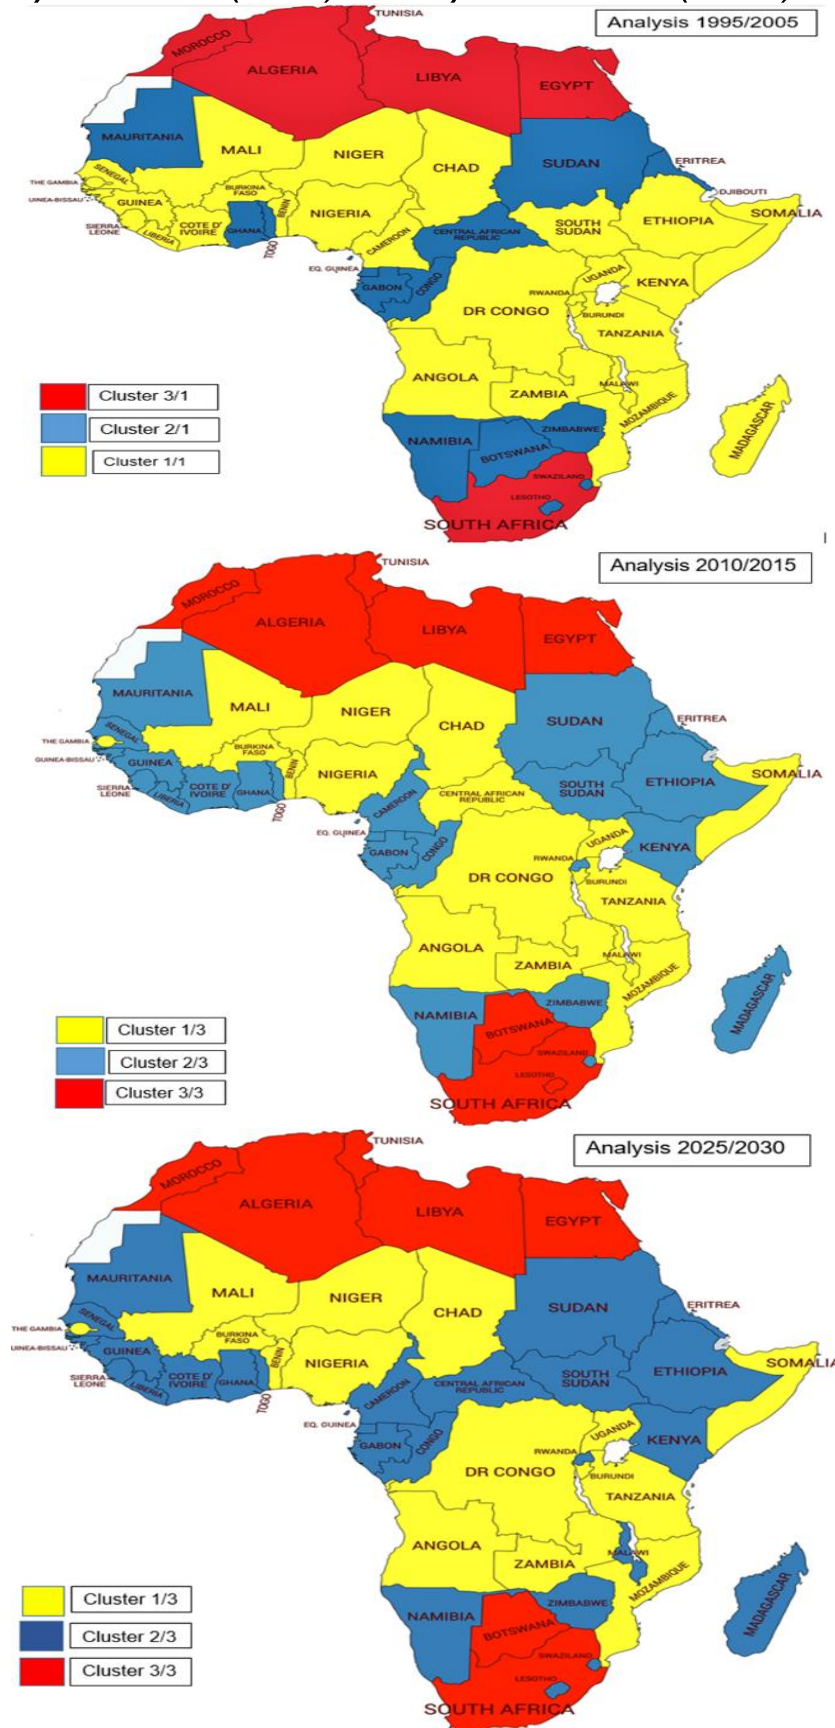 Analysis 1995/2005
TUNISIA
MOROCCO
ALGERIA
LIBYA
EGYPT
MAURITANIA
MALI
NIGER
CHAD
SUDAN
ERITREA
SENEGAL
THE GAMBIA
UINEA-BISSAU
GUINEA
BURKINA
FASO
BENIN
NIGERIA
DJIBOUTI
SOMALIA
ETHIOPIA
SOUTH
SUDAN
SIERRA
LEONE
LIBERIA
COTE D'
IVOIRE
GHANA
TOGO
CAMEROON
CENTRAL AFRICAN
REPUBLIC
EQ. GUINEA
GABON
CONGO
UGANDA
KENYA
RWANDA
DR CONGO
BURUNDI
TANZANIA
ANGOLA
ZAMBIA
MALAWI
MOZAMBIQUE
MADAGASCAR
NAMIBIA
BOTSWANA
ZIMBABWE
SWAZILAND
LESOTHO
SOUTH AFRICA
Cluster 3/1
Cluster 2/1
Cluster 1/1
Analysis 2010/2015
TUNISIA
MOROCCO
ALGERIA
LIBYA
EGYPT
MAURITANIA
MALI
NIGER
CHAD
SUDAN
ERITREA
SENEGAL
THE GAMBIA
GUINEA-BISSAU
GUINEA
BURKINA
FASO
BENIN
NIGERIA
SOMALIA
ETHIOPIA
SOUTH
SUDAN
SIERRA
LEONE
LIBERIA
COTE D'
IVOIRE
GHANA
TOGO
CAMEROON
CENTRAL AFRICAN
REPUBLIC
EQ. GUINEA
GABON
CONGO
UGANDA
KENYA
RWANDA
DR CONGO
BURUNDI
TANZANIA
ANGOLA
ZAMBIA
MALAWI
MOZAMBIQUE
MADAGASCAR
NAMIBIA
BOTSWANA
ZIMBABWE
SWAZILAND
LESOTHO
SOUTH AFRICA
Cluster 1/3
Cluster 2/3
Cluster 3/3
Analysis 2025/2030
TUNISIA
MOROCCO
ALGERIA
LIBYA
EGYPT
MAURITANIA
MALI
NIGER
CHAD
SUDAN
ERITREA
SENEGAL
THE GAMBIA
UINEA-BISSAU
GUINEA
BURKINA
FASO
BENIN
NIGERIA
SOMALIA
ETHIOPIA
SOUTH
SUDAN
SIERRA
LEONE
LIBERIA
COTE D'
IVOIRE
GHANA
TOGO
CAMEROON
CENTRAL AFRICAN
REPUBLIC
EQ. GUINEA
GABON
CONGO
UGANDA
KENYA
RWANDA
DR CONGO
BURUNDI
TANZANIA
ANGOLA
ZAMBIA
MALAWI
MOZAMBIQUE
MADAGASCAR
NAMIBIA
BOTSWANA
ZIMBABWE
SWAZILAND
LESOTHO
SOUTH AFRICA
Cluster 1/3
Cluster 2/3
Cluster 3/3